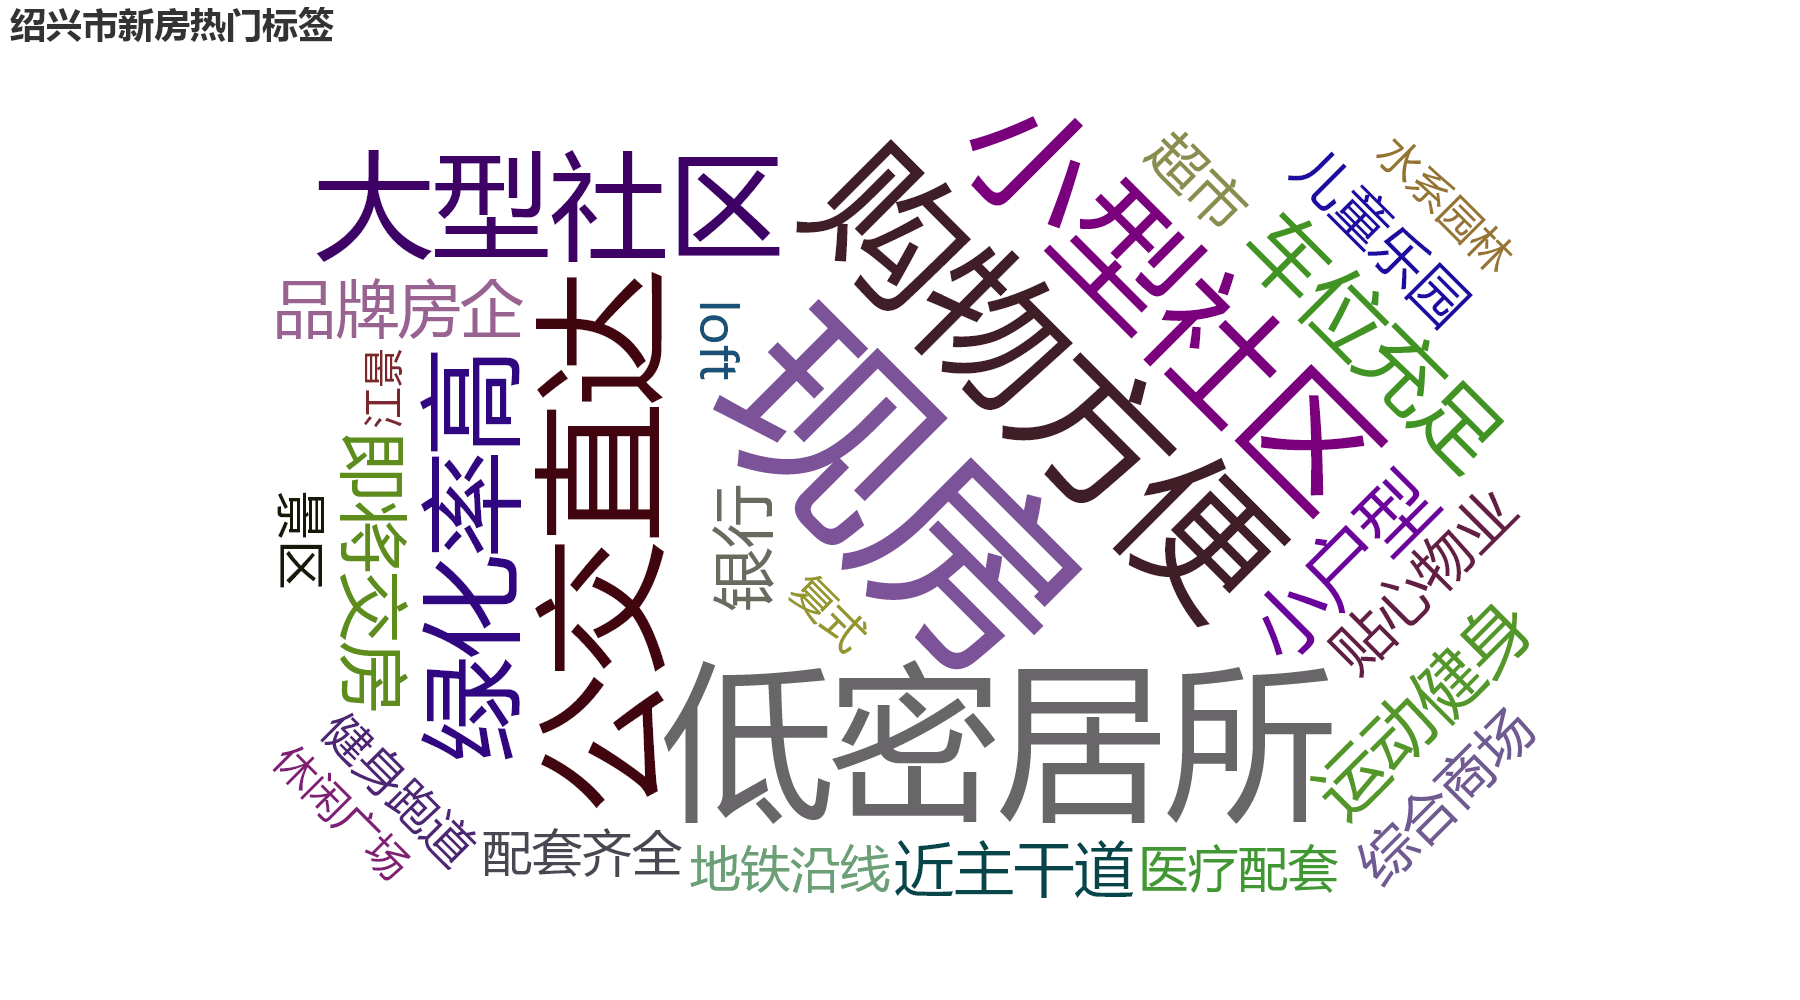 绍兴市新房热门标签
大型社区
购物方便
小型社区
超市
儿童乐园
水系园林
车位充足
品牌房企
公交直达
loft
现房
绿化率高
江景
即将交房
景区
银行
复式
小户型
贴心物业
低密居所
运动健身
综合商场
健身跑道
休闲广场
配套齐全
地铁沿线
近主干道
医疗配套